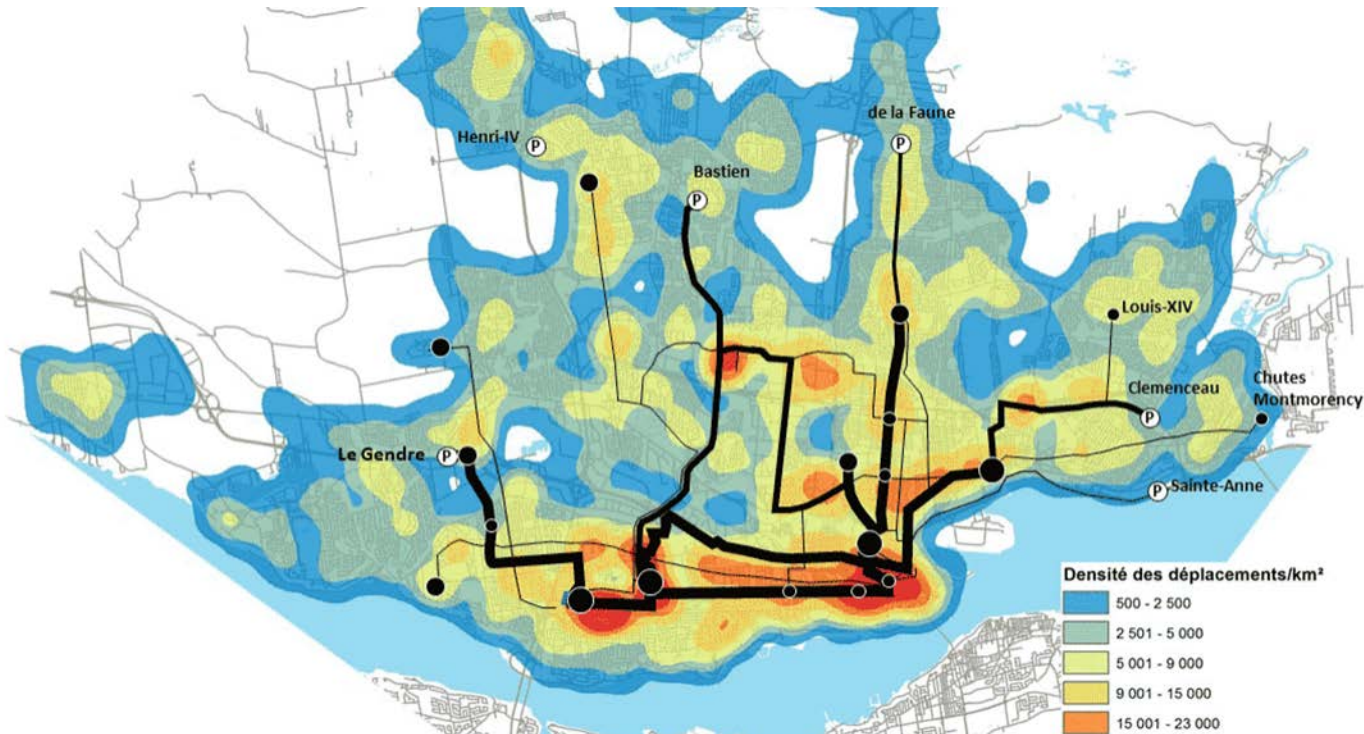 de la Faune
Henri-IV
P
P
Bastien
P
Louis-XIV
Chutes
Montmorency
Clemenceau
P
Le Gendre
P
Sainte-Anne
P
Densité des déplacements/km²
500 - 2 500
2 501 - 5 000
5 001 - 9 000
9 001 - 15 000
15 001 - 23 000